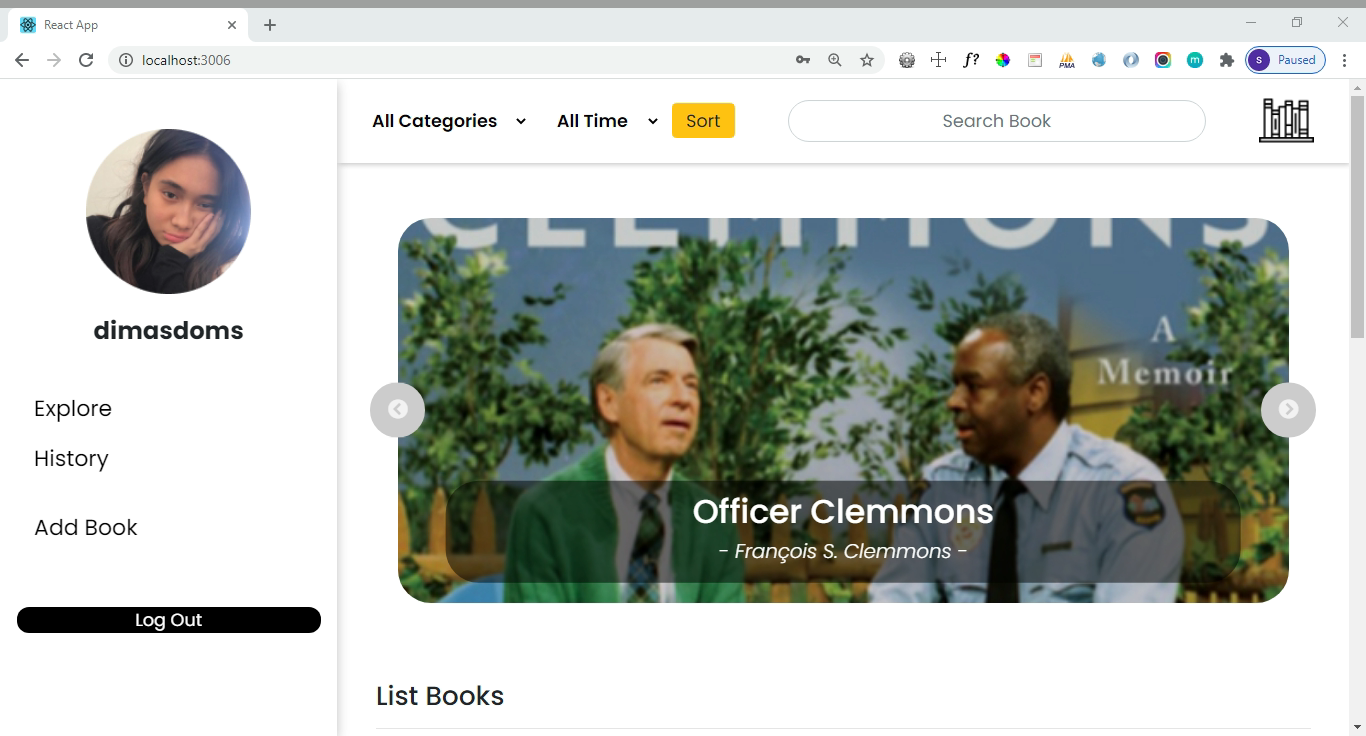 React App
localhost:3006
f?
PMA
m
S
Paused
All Categories
All Time
Sort
Search Book
dimasdoms
Explore
History
Add Book
Log Out
CLEMMONS
A
Memoir
Officer Clemmons
- François S. Clemmons -
List Books